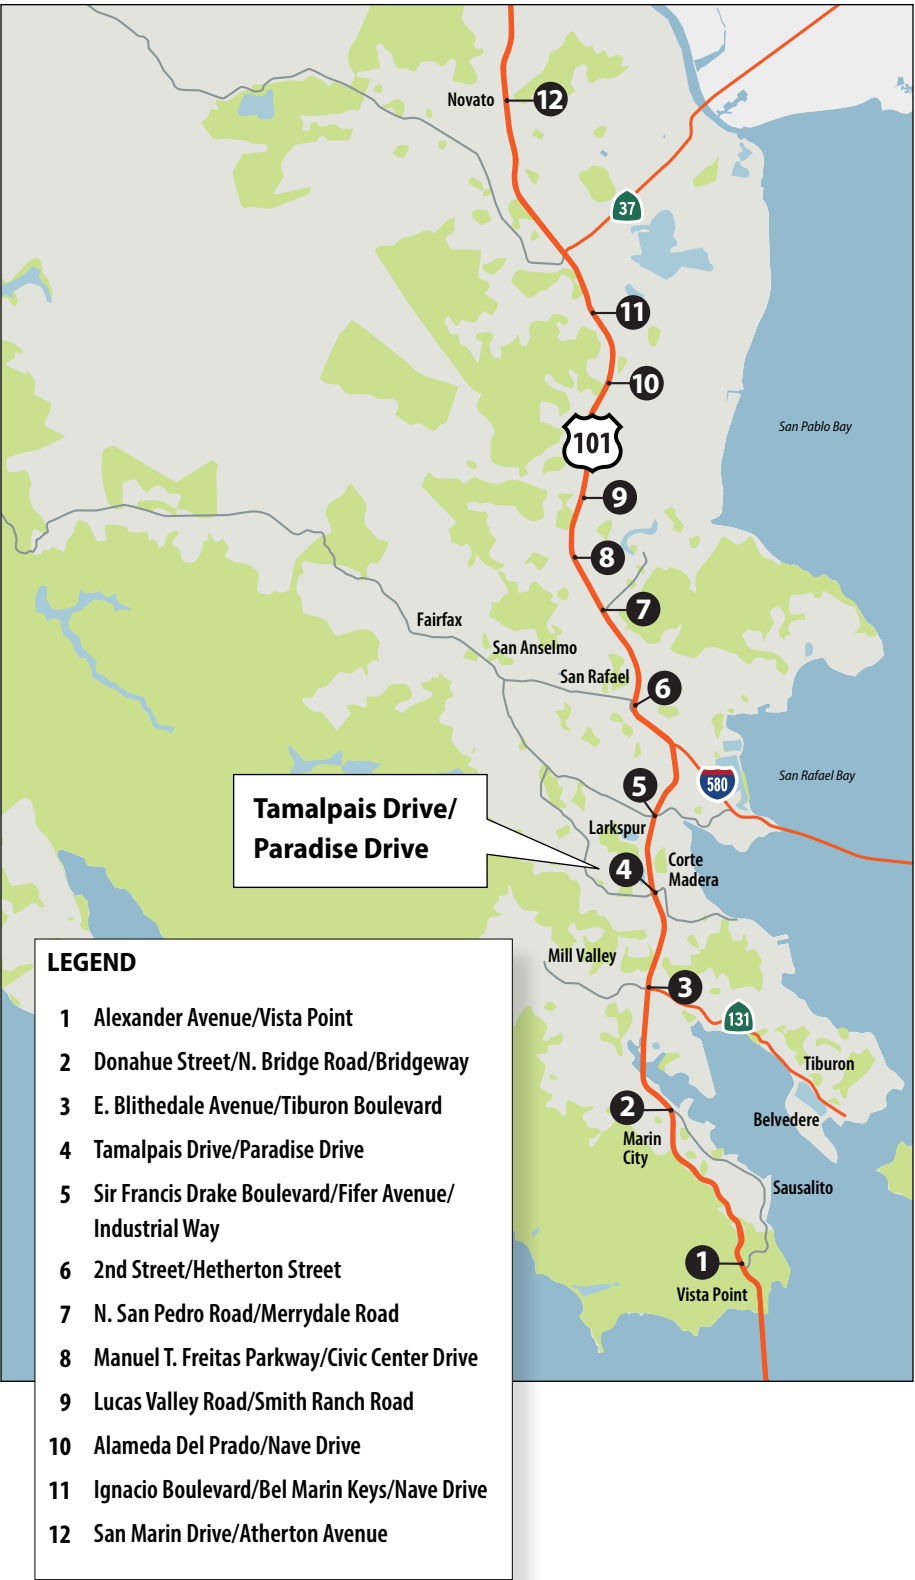 Novato
12
37
11
10
San Pablo Bay
101
9
8
7
Fairfax
San Anselmo
San Rafael
6
San Rafael Bay
580
5
Tamalpais Drive/
Paradise Drive
Larkspur
4
Corte
Madera
Mill Valley
3
131
Tiburon
2
Belvedere
Marin
City
Sausalito
1
Vista Point
LEGEND
1 Alexander Avenue/Vista Point
2 Donahue Street/N. Bridge Road/Bridgeway
3 E. Blithedale Avenue/Tiburon Boulevard
4 Tamalpais Drive/Paradise Drive
5 Sir Francis Drake Boulevard/Fifer Avenue/
Industrial Way
6 2nd Street/Hetherton Street
7 N. San Pedro Road/Merrydale Road
8 Manuel T. Freitas Parkway/Civic Center Drive
9 Lucas Valley Road/Smith Ranch Road
10 Alameda Del Prado/Nave Drive
11 Ignacio Boulevard/Bel Marin Keys/Nave Drive
12 San Marin Drive/Atherton Avenue